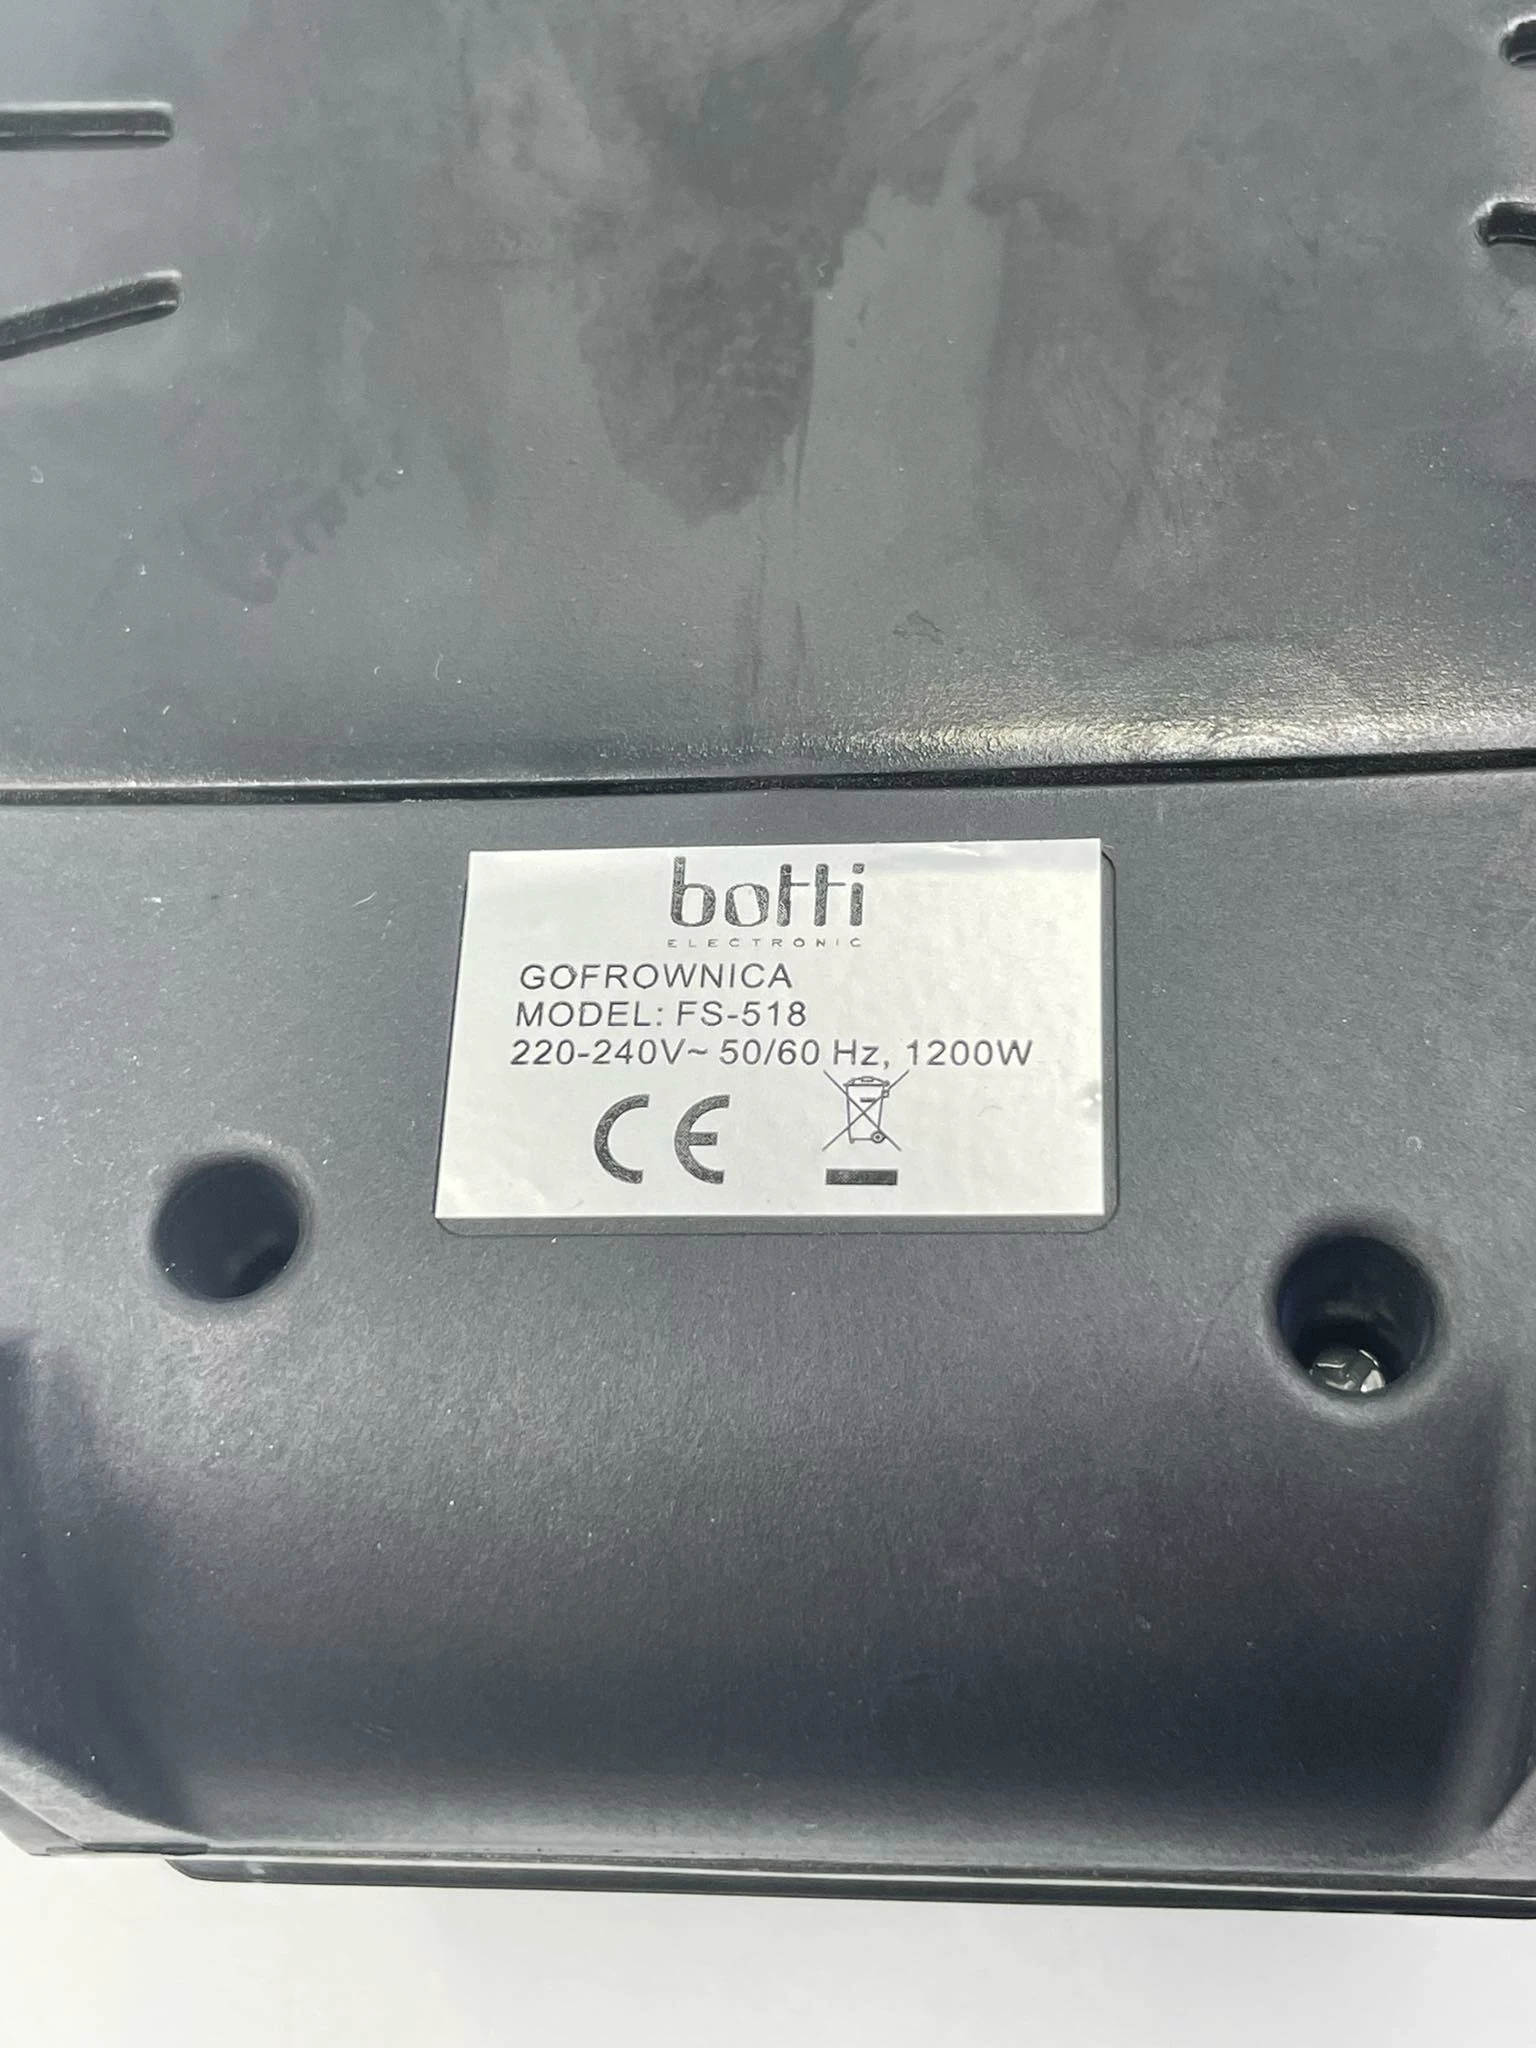 botti
ELECTRONIC
GOFROWNICA
MODEL: FS-518
220-240V~ 50/60 Hz, 1200W
CE